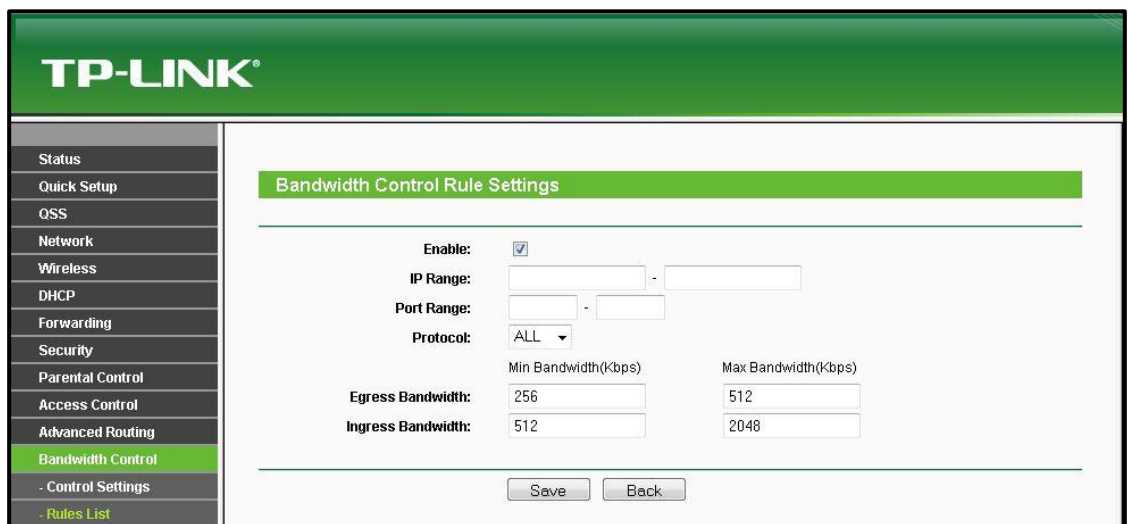 TP-LINK®
Status
Quick Setup
QSS
Network
Wireless
DHCP
Forwarding
Security
Parental Control
Access Control
Advanced Routing
Bandwidth Control
- Control Settings
- Rules List
Bandwidth Control Rule Settings
Enable:
IP Range: -
Port Range: -
Protocol: ALL
Min Bandwidth(Kbps) Max Bandwidth(Kbps)
Egress Bandwidth: 256 512
Ingress Bandwidth: 512 2048
Save Back